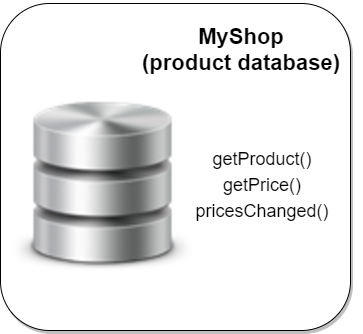 MyShop
(product database)
getProduct()
getPrice()
pricesChanged()